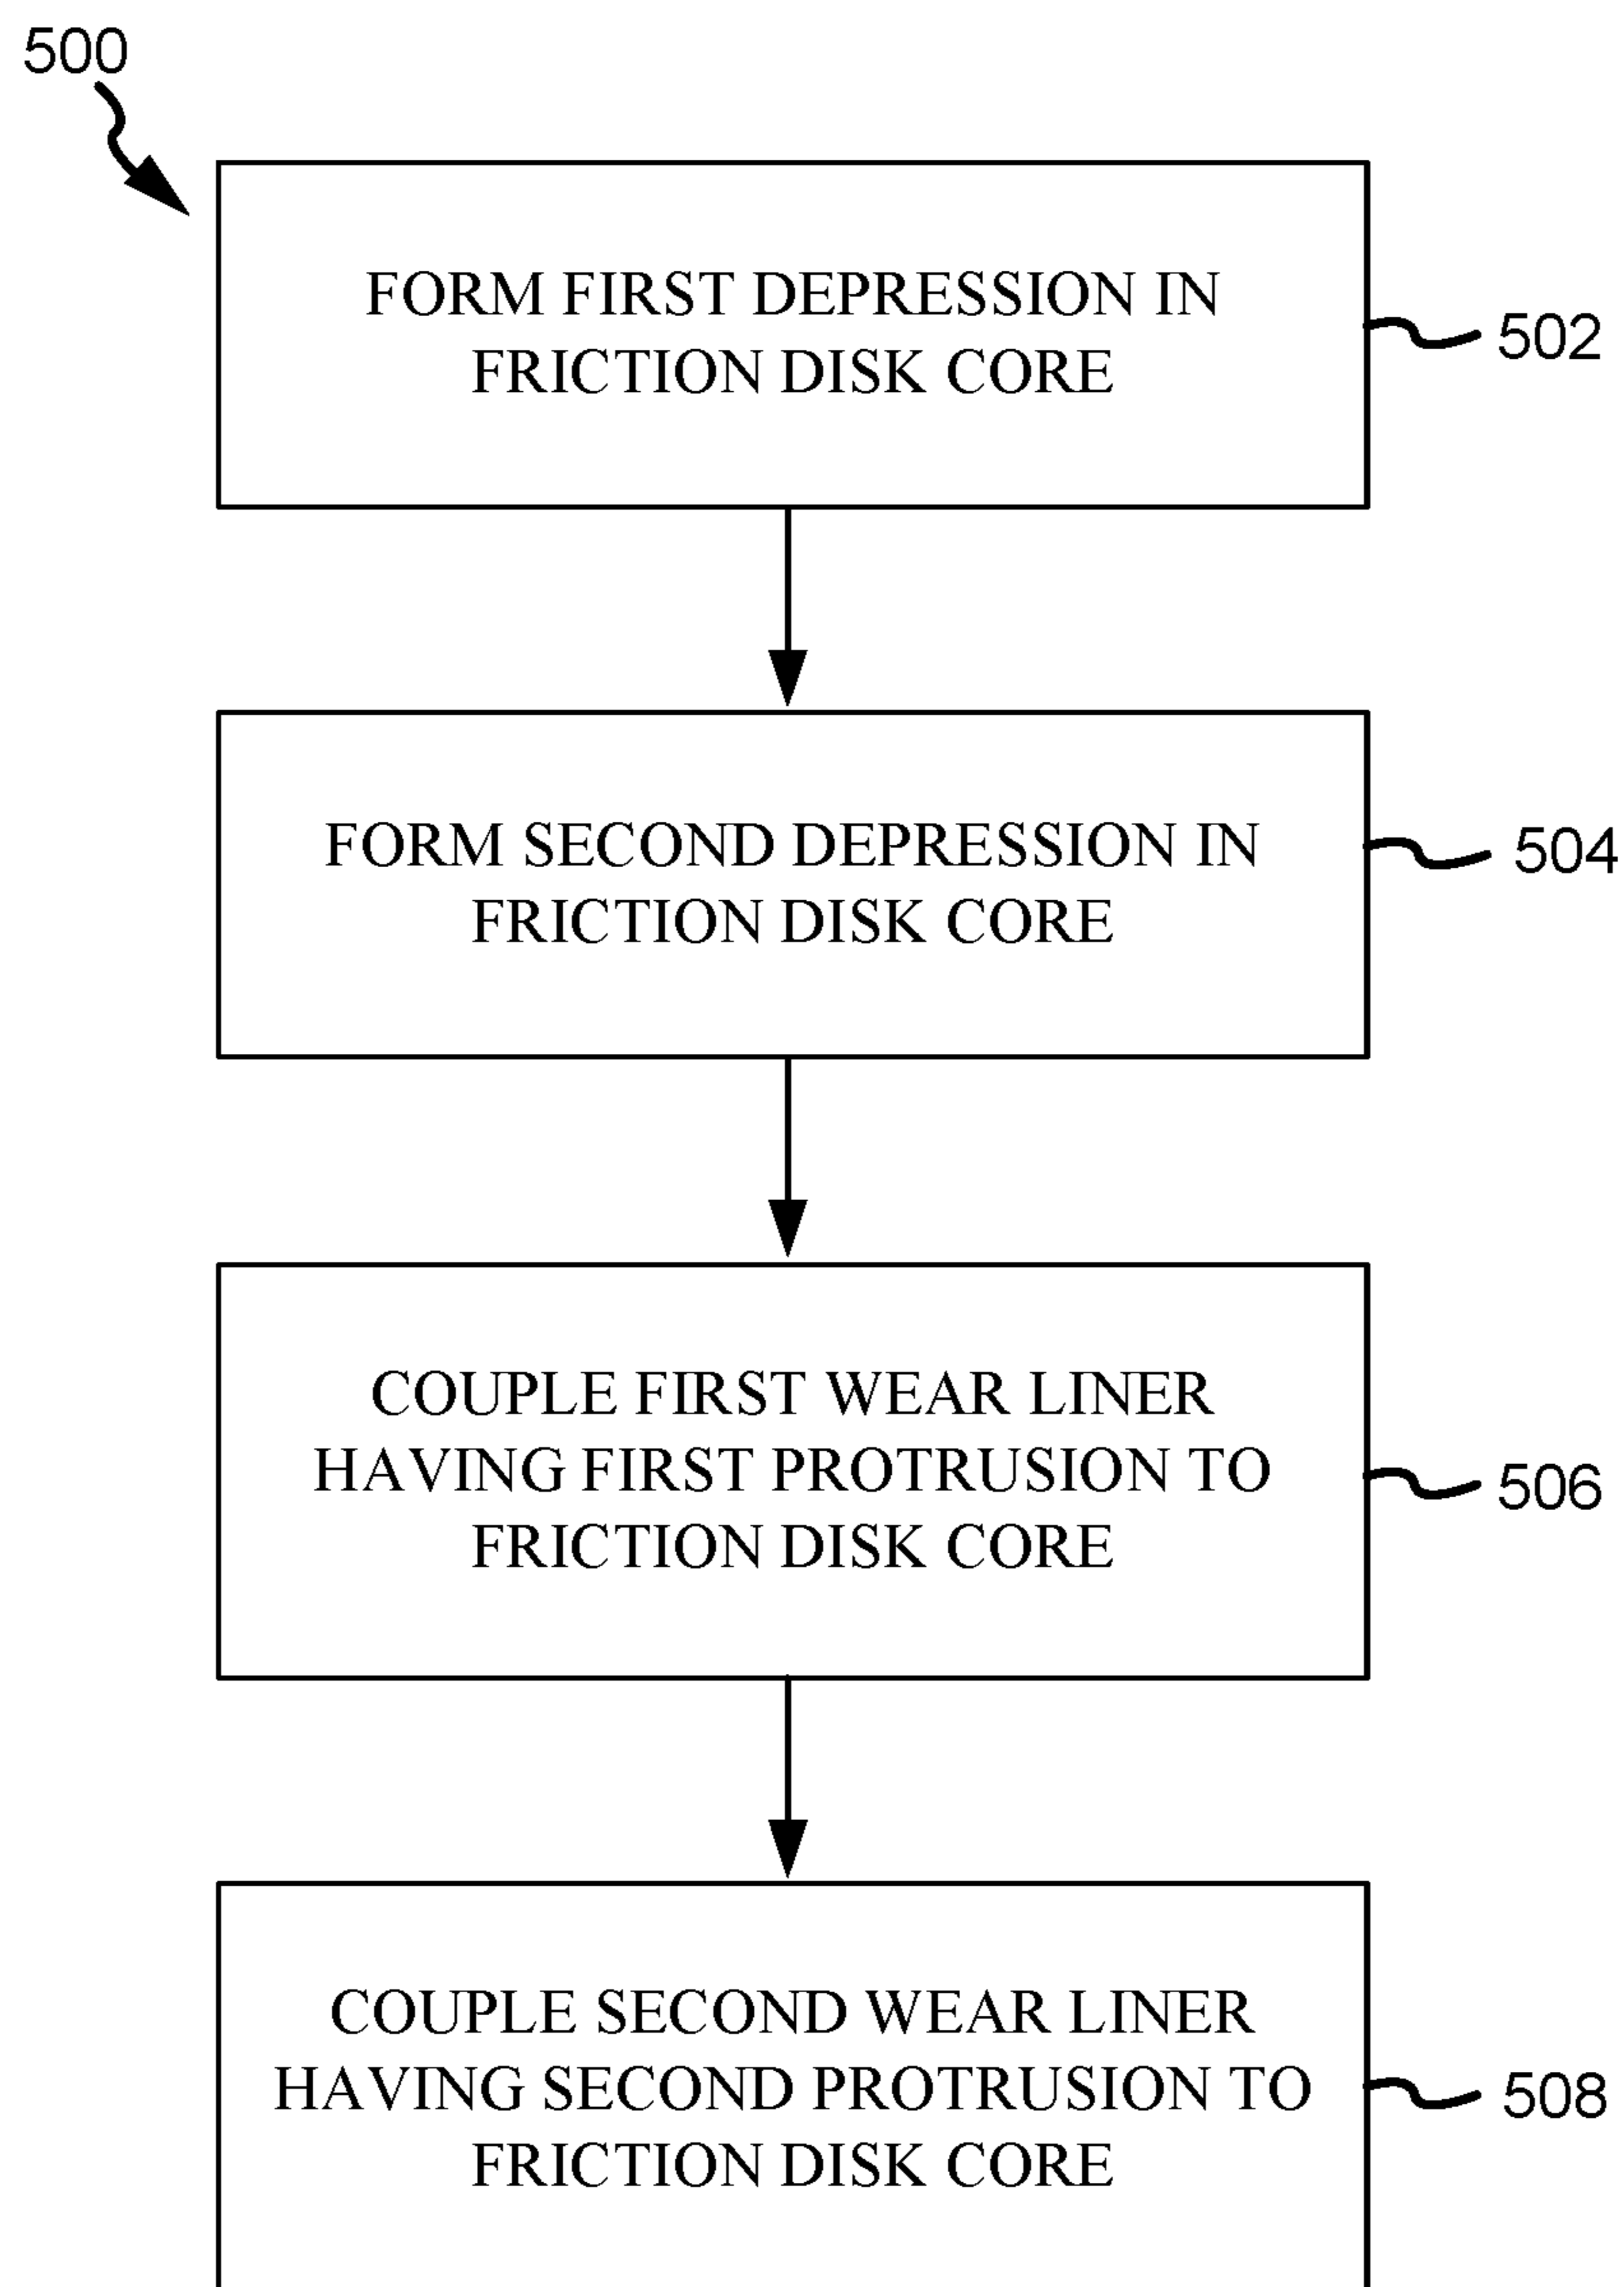 500
FORM FIRST DEPRESSION IN
FRICTION DISK CORE
502
FORM SECOND DEPRESSION IN
FRICTION DISK CORE
504
COUPLE FIRST WEAR LINER
HAVING FIRST PROTRUSION TO
FRICTION DISK CORE
506
COUPLE SECOND WEAR LINER
HAVING SECOND PROTRUSION TO
FRICTION DISK CORE
508